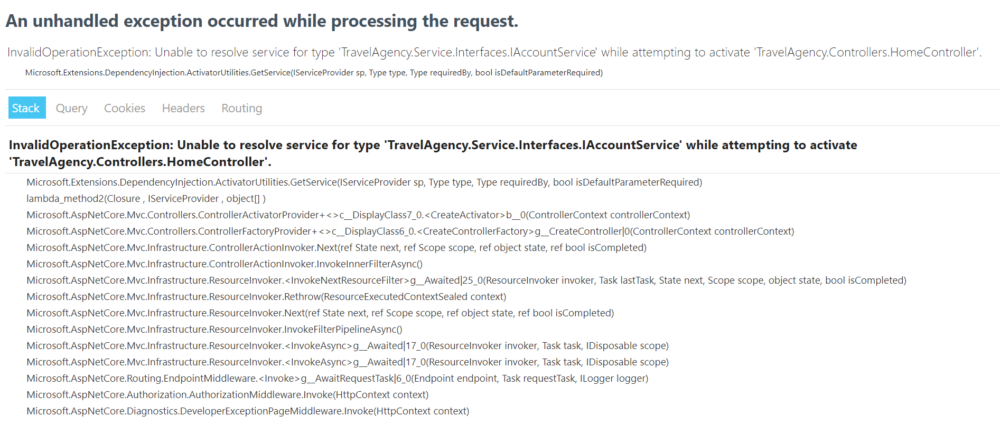 An unhandled exception occurred while processing the request.
InvalidOperationException: Unable to resolve service for type 'TravelAgency.Service.Interfaces.IAccountService' while attempting to activate 'TravelAgency.Controllers.HomeController'.
Microsoft.Extensions.DependencyInjection.ActivatorUtilities.GetService(IServiceProvider sp, Type type, Type requiredBy, bool isDefaultParameterRequired)
Stack Query Cookies Headers Routing
InvalidOperationException: Unable to resolve service for type 'TravelAgency.Service.Interfaces.IAccountService' while attempting to activate
'TravelAgency.Controllers.HomeController'.
Microsoft.Extensions.DependencyInjection.ActivatorUtilities.GetService(IServiceProvider sp, Type type, Type requiredBy, bool isDefaultParameterRequired)
lambda_method2(Closure , IServiceProvider , object[] )
Microsoft.AspNetCore.Mvc.Controllers.ControllerActivatorProvider+<>c__DisplayClass7_0.<CreateActivator>b__0(ControllerContext controllerContext)
Microsoft.AspNetCore.Mvc.Controllers.ControllerFactoryProvider+<>c__DisplayClass6_0.<CreateControllerFactory>g__CreateController|0(ControllerContext controllerContext)
Microsoft.AspNetCore.Mvc.Infrastructure.ControllerActionInvoker.Next(ref State next, ref Scope scope, ref object state, ref bool isCompleted)
Microsoft.AspNetCore.Mvc.Infrastructure.ControllerActionInvoker.InvokeInnerFilterAsync()
Microsoft.AspNetCore.Mvc.Infrastructure.ResourceInvoker.<InvokeNextResourceFilter>g__Awaited|25_0(ResourceInvoker invoker, Task lastTask, State next, Scope scope, object state, bool isCompleted)
Microsoft.AspNetCore.Mvc.Infrastructure.ResourceInvoker.Rethrow(ResourceExecutedContextSealed context)
Microsoft.AspNetCore.Mvc.Infrastructure.ResourceInvoker.Next(ref State next, ref Scope scope, ref object state, ref bool isCompleted)
Microsoft.AspNetCore.Mvc.Infrastructure.ResourceInvoker.InvokeFilterPipelineAsync()
Microsoft.AspNetCore.Mvc.Infrastructure.ResourceInvoker.<InvokeAsync>g__Awaited|17_0(ResourceInvoker invoker, Task task, IDisposable scope)
Microsoft.AspNetCore.Mvc.Infrastructure.ResourceInvoker.<InvokeAsync>g__Awaited|17_0(ResourceInvoker invoker, Task task, IDisposable scope)
Microsoft.AspNetCore.Routing.EndpointMiddleware.<Invoke>g__AwaitRequestTask|6_0(Endpoint endpoint, Task requestTask, ILogger logger)
Microsoft.AspNetCore.Authorization.AuthorizationMiddleware.Invoke(HttpContext context)
Microsoft.AspNetCore.Diagnostics.DeveloperExceptionPageMiddleware.Invoke(HttpContext context)